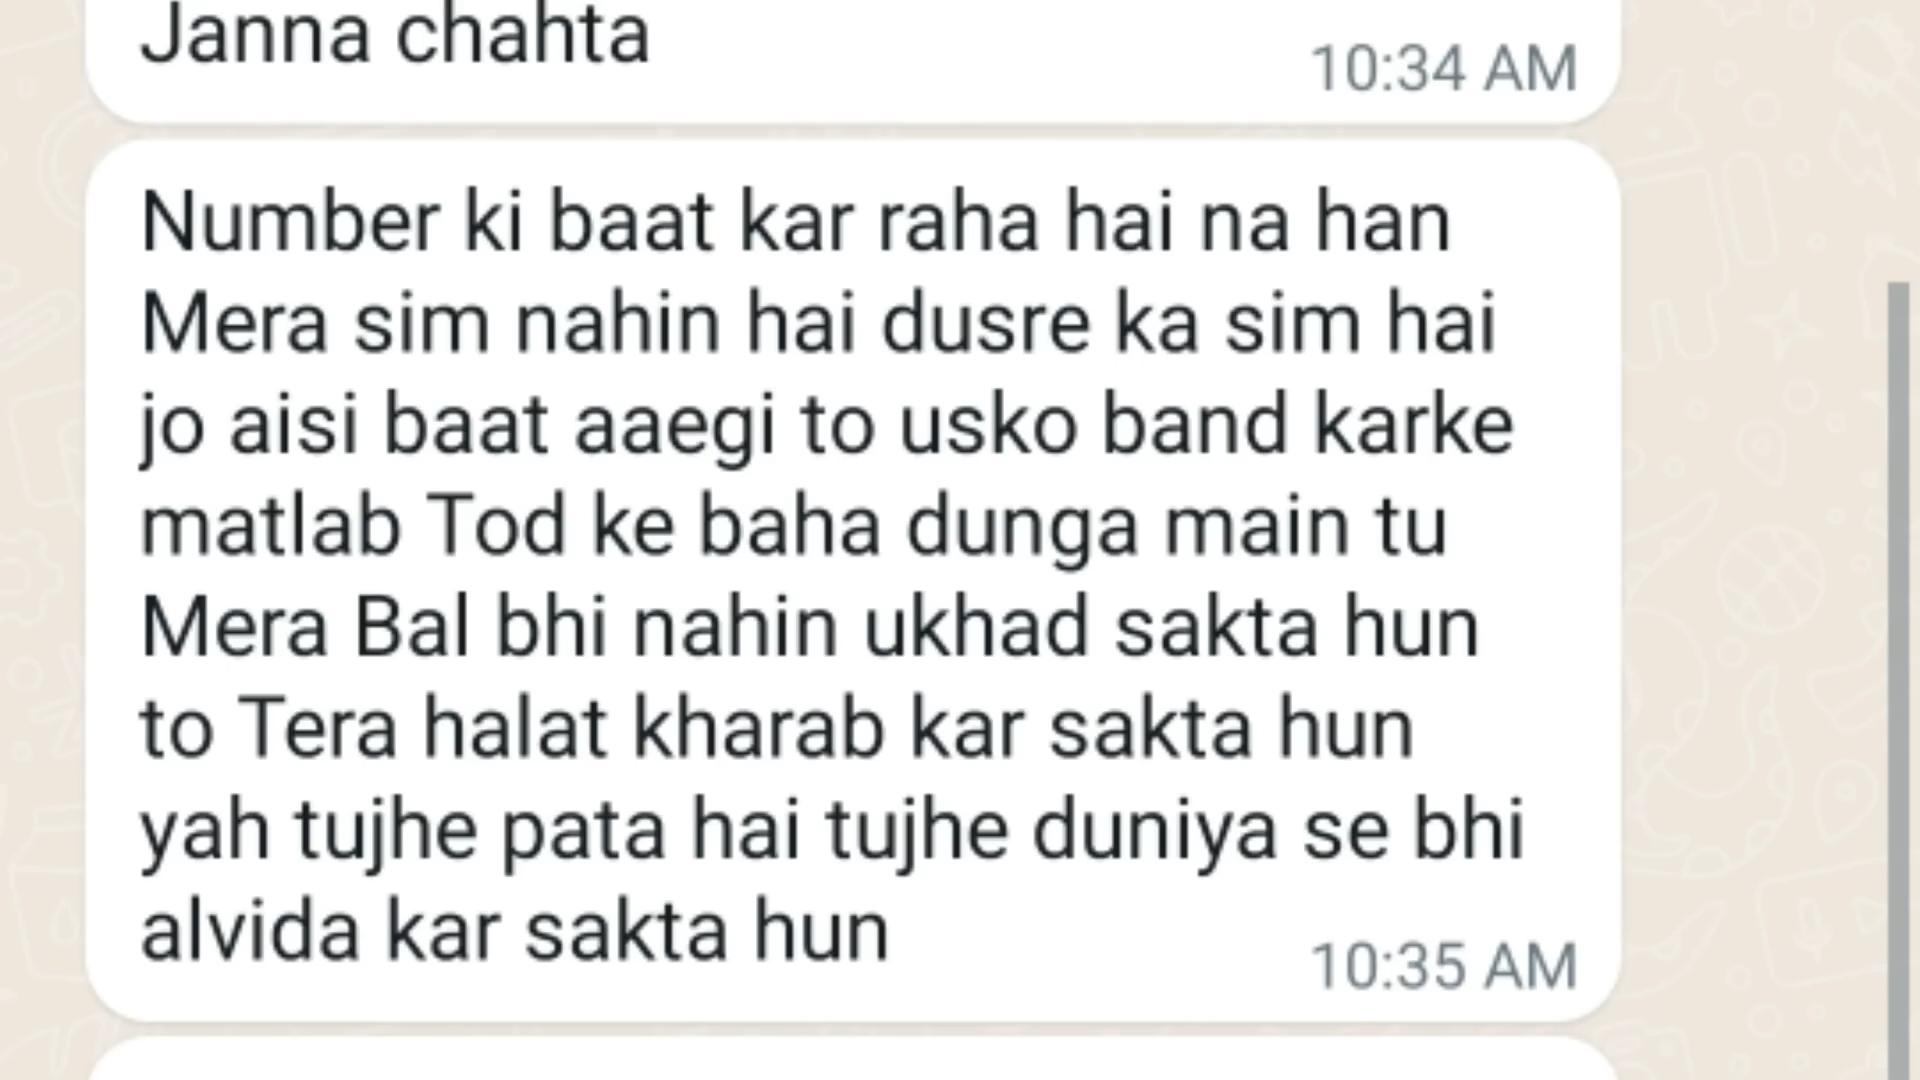 Janna chahta
10:34 AM
Number ki baat kar raha hai na han
Mera sim nahin hai dusre ka sim hai
jo aisi baat aaegi to usko band karke
matlab Tod ke baha dunga main tu
Mera Bal bhi nahin ukhad sakta hun
to Tera halat kharab kar sakta hun
yah tujhe pata hai tujhe duniya se bhi
alvida kar sakta hun
10:35 AM